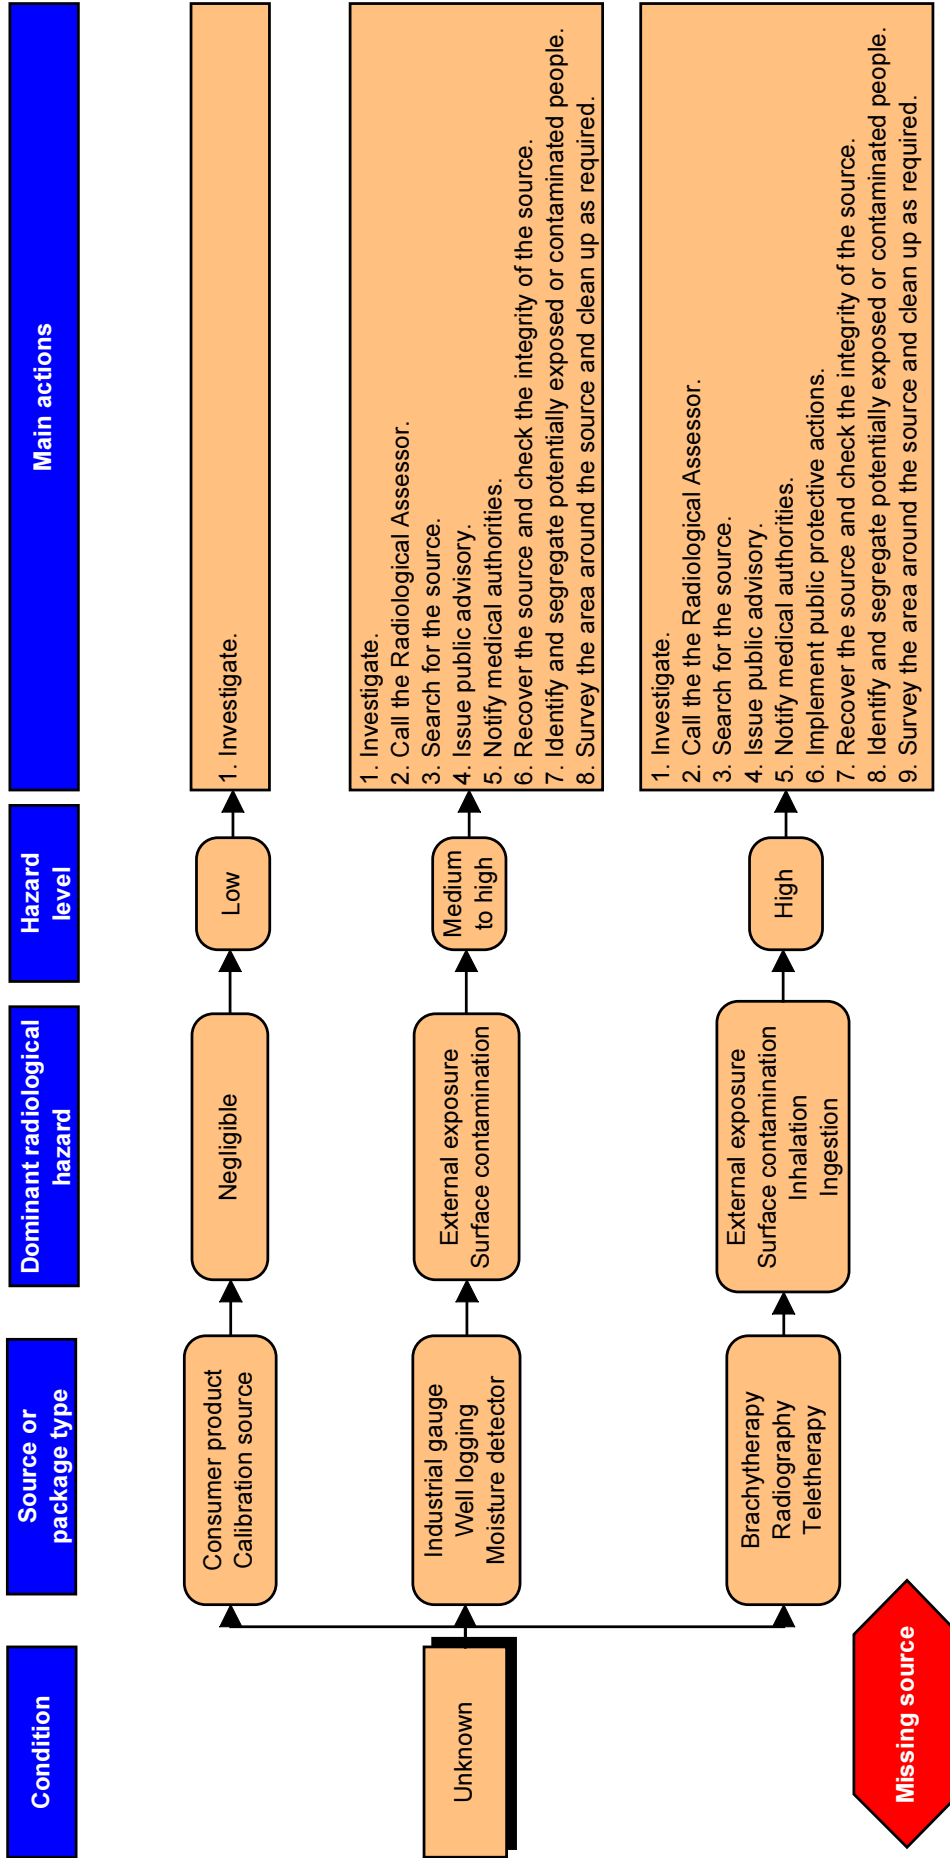 Condition
Source or
package type
Dominant radiological
hazard
Hazard
level
Main actions
Unknown
Consumer product
Calibration source
Negligible
Low
1. Investigate.
Industrial gauge
Well logging
Moisture detector
External exposure
Surface contamination
Medium
to high
1. Investigate.
2. Call the Radiological Assessor.
3. Search for the source.
4. Issue public advisory.
5. Notify medical authorities.
6. Recover the source and check the integrity of the source.
7. Identify and segregate potentially exposed or contaminated people.
8. Survey the area around the source and clean up as required.
Brachytherapy
Radiography
Teletherapy
External exposure
Surface contamination
Inhalation
Ingestion
High
1. Investigate.
2. Call the Radiological Assessor.
3. Search for the source.
4. Issue public advisory.
5. Notify medical authorities.
6. Implement public protective actions.
7. Recover the source and check the integrity of the source.
8. Identify and segregate potentially exposed or contaminated people.
9. Survey the area around the source and clean up as required.
Missing source